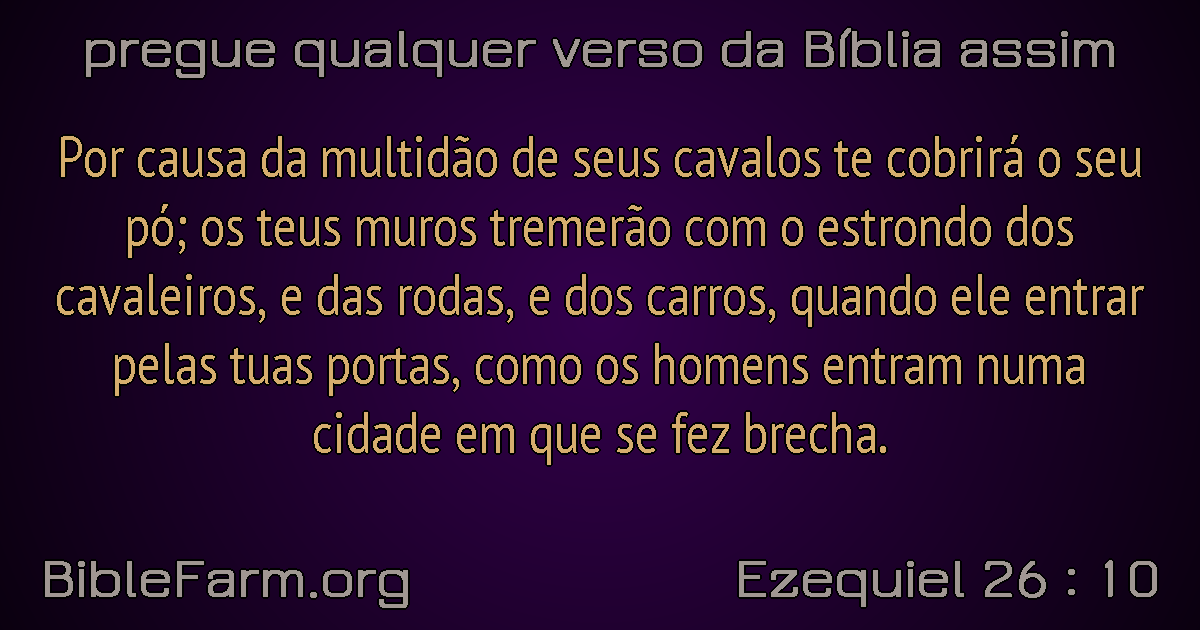 pregue qualquer verso da Bíblia assim
Por causa da multidão de seus cavalos te cobrirá o seu
pó; os teus muros tremerão com o estrondo dos
cavaleiros, e das rodas, e dos carros, quando ele entrar
pelas tuas portas, como os homens entram numa
cidade em que se fez brecha.
BibleFarm.org
Ezequiel 26 : 10